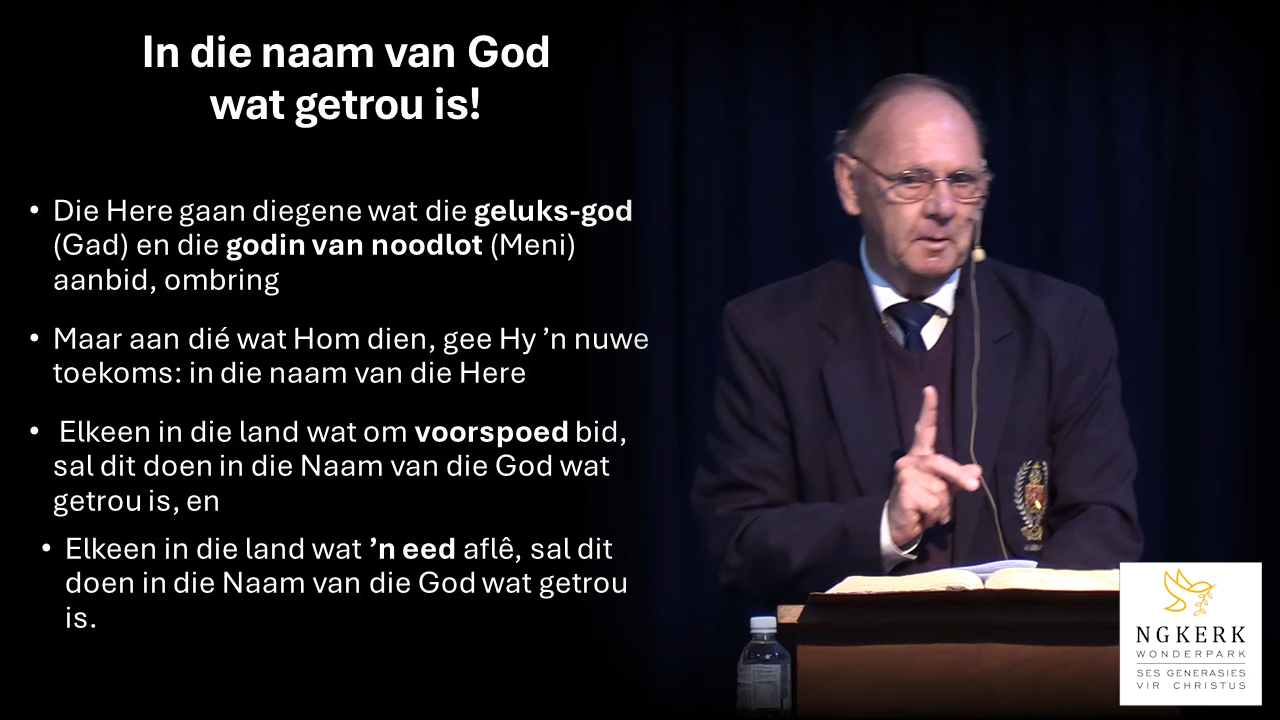 In die naam van God
wat getrou is!
• Die Here gaan diegene wat die geluks-god
(Gad) en die godin van noodlot (Meni)
aanbid, ombring
• Maar aan dié wat Hom dien, gee Hy ’n nuwe
toekoms: in die naam van die Here
• Elkeen in die land wat om voorspoed bid,
sal dit doen in die Naam van die God wat
getrou is, en
• Elkeen in die land wat ’n eed aflê, sal dit
doen in die Naam van die God wat getrou
is.
NGKERK
WONDERPARK
SES GENERASIES
VIR CHRISTUS